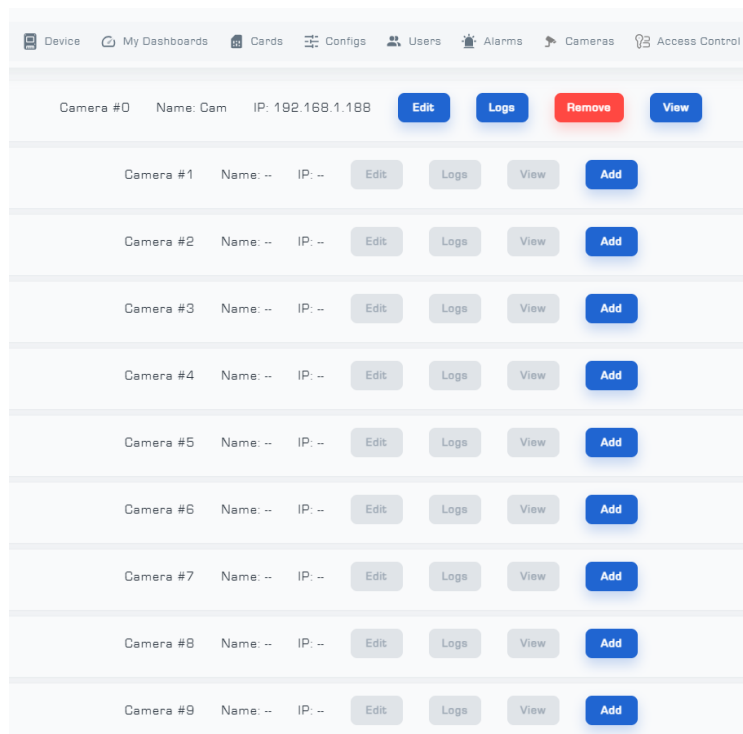 Device My Dashboards Cards Configs Users Alarms Cameras Access Control
Camera #0 Name: Cam IP: 192.168.1.188 Edit Logs Remove View
Camera #1 Name: -- IP: -- Edit Logs View Add
Camera #2 Name: -- IP: -- Edit Logs View Add
Camera #3 Name: -- IP: -- Edit Logs View Add
Camera #4 Name: -- IP: -- Edit Logs View Add
Camera #5 Name: -- IP: -- Edit Logs View Add
Camera #6 Name: -- IP: -- Edit Logs View Add
Camera #7 Name: -- IP: -- Edit Logs View Add
Camera #8 Name: -- IP: -- Edit Logs View Add
Camera #9 Name: -- IP: -- Edit Logs View Add